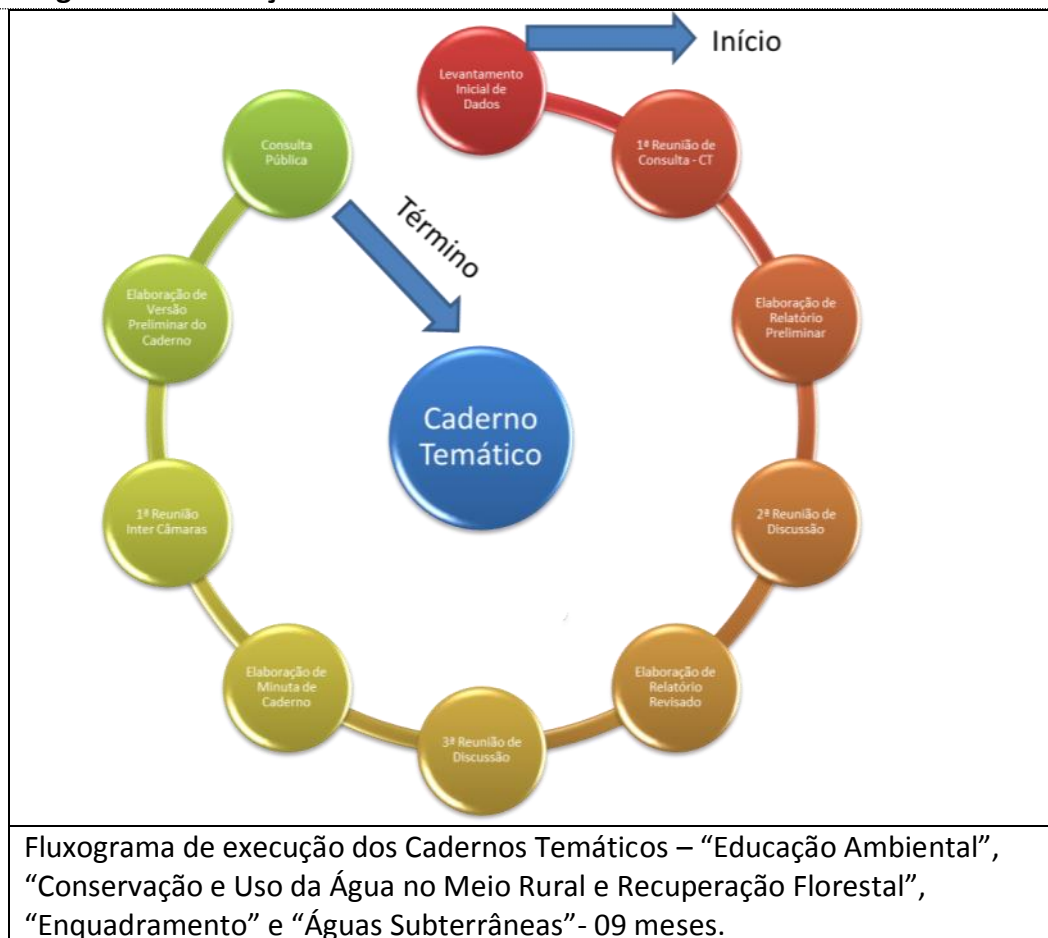 Início
Levantamento
Inicial de
Dados
1ª Reunião de
Consulta - CT
Elaboração de
Relatório
Preliminar
2ª Reunião de
Discussão
Elaboração de
Relatório
Revisado
3ª Reunião de
Discussão
Elaboração de
Minuta de
Caderno
1ª Reunião
Inter Câmaras
Elaboração de
Versão
Preliminar do
Caderno
Consulta
Pública
Término
Caderno
Temático
Fluxograma de execução dos Cadernos Temáticos – “Educação Ambiental”,
“Conservação e Uso da Água no Meio Rural e Recuperação Florestal”,
“Enquadramento” e “Águas Subterrâneas”- 09 meses.